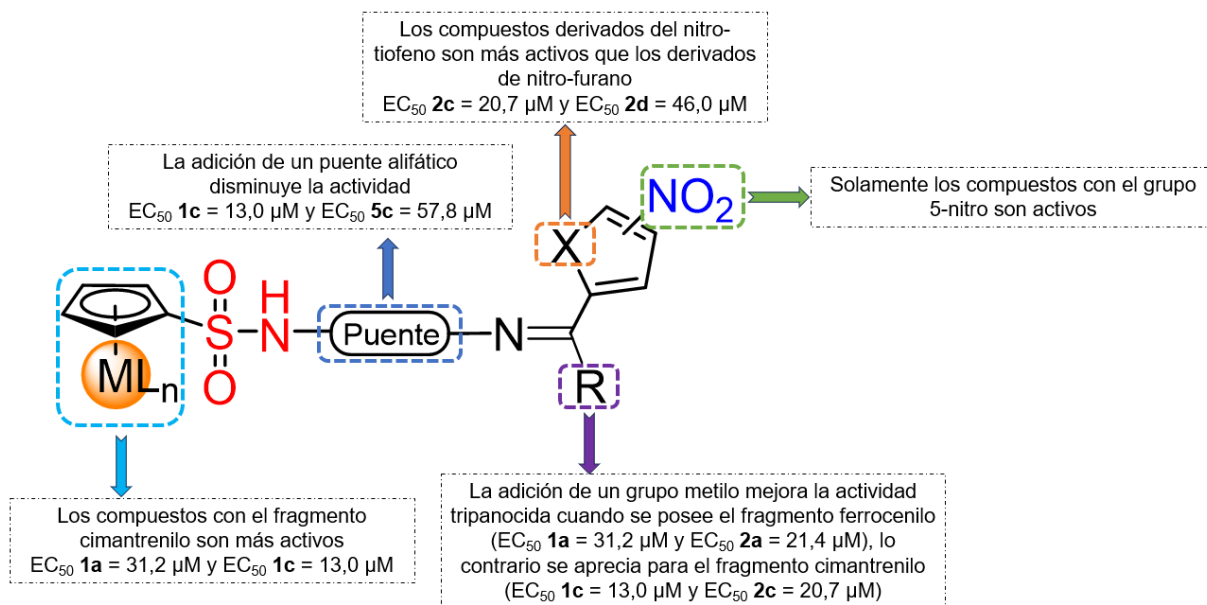 Los compuestos derivados del nitro-
tiofeno son más activos que los derivados
de nitro-furano
EC₅₀ 2c = 20,7 µM y EC₅₀ 2d = 46,0 µM
La adición de un puente alifático
disminuye la actividad
EC₅₀ 1c = 13,0 µM y EC₅₀ 5c = 57,8 µM
Solamente los compuestos con el grupo
5-nitro son activos
NO₂
X
O
H
S
N
Puente
N
O
MLₙ
R
Los compuestos con el fragmento
cimantrenilo son más activos
EC₅₀ 1a = 31,2 µM y EC₅₀ 1c = 13,0 µM
La adición de un grupo metilo mejora la actividad
tripanocida cuando se posee el fragmento ferrocenilo
(EC₅₀ 1a = 31,2 µM y EC₅₀ 2a = 21,4 µM), lo
contrario se aprecia para el fragmento cimantrenilo
(EC₅₀ 1c = 13,0 µM y EC₅₀ 2c = 20,7 µM)